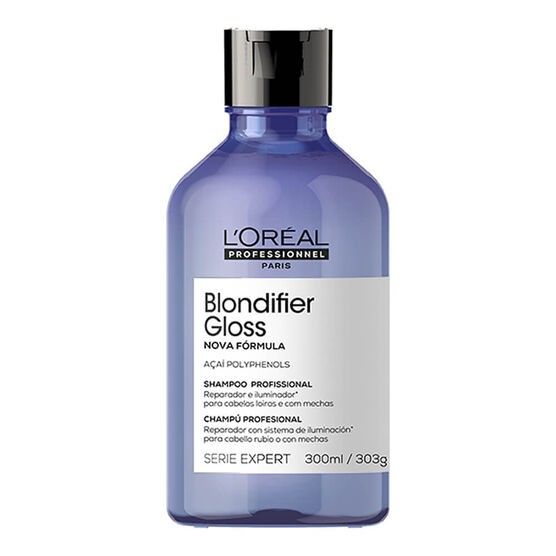 L'ORÉAL
PROFESSIONNEL
PARIS
Blondifier
Gloss
NOVA FÓRMULA
AÇAÍ POLYPHENOLS
SHAMPOO PROFISSIONAL
Reparador e iluminador*
para cabelos loiros e com mechas
CHAMPÚ PROFESIONAL
Reparador con sistema de iluminación*
para cabello rubio o con mechas
SERIE EXPERT 300ml / 303g